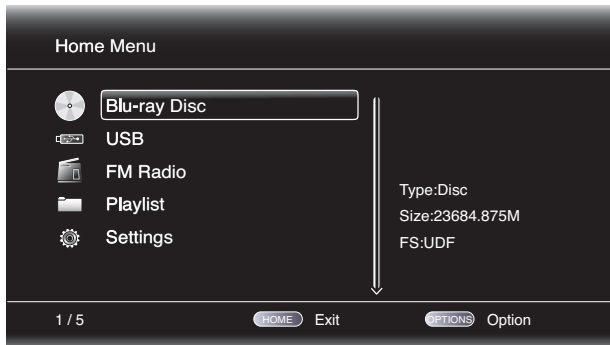 Home Menu
Blu-ray Disc
USB
FM Radio
Playlist
Settings
Type:Disc
Size:23684.875M
FS:UDF
1 / 5 HOME Exit OPTIONS Option